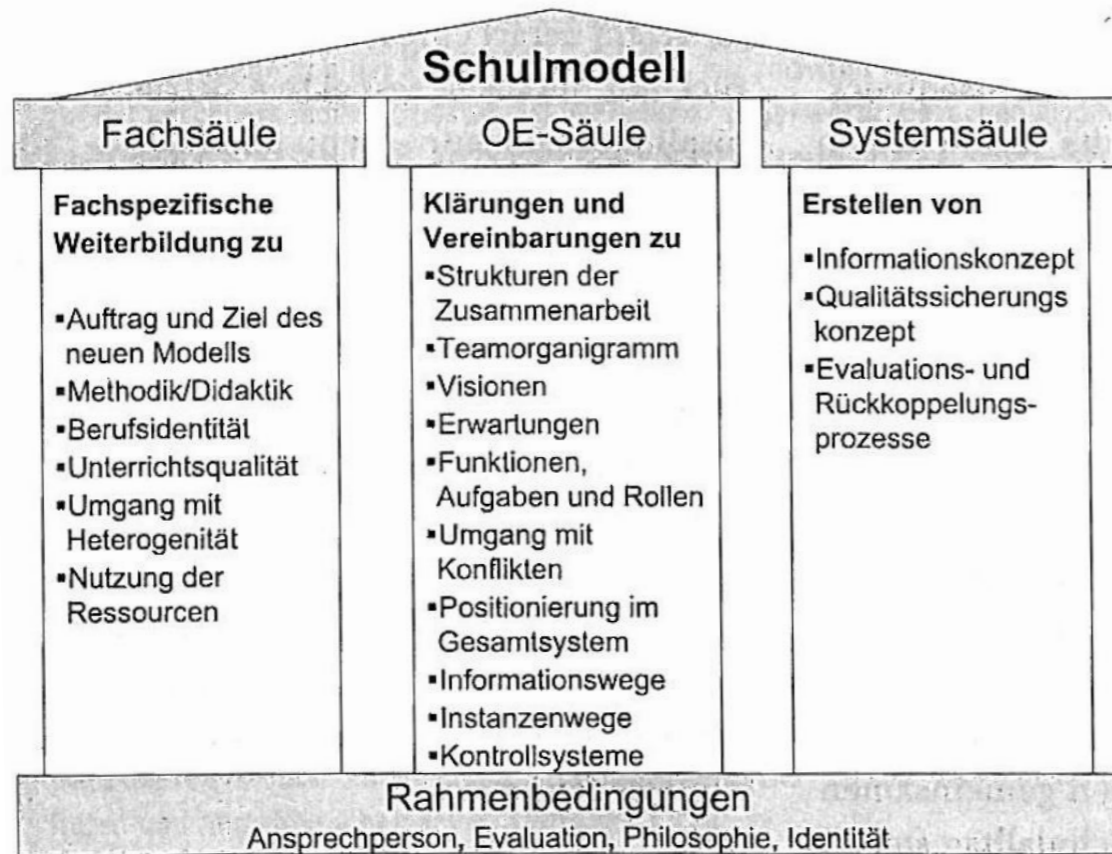 Schulmodell
Fachsäule
Fachspezifische
Weiterbildung zu
▪Auftrag und Ziel des
neuen Modells
▪Methodik/Didaktik
▪Berufsidentität
▪Unterrichtsqualität
▪Umgang mit
Heterogenität
▪Nutzung der
Ressourcen
OE-Säule
Klärungen und
Vereinbarungen zu
▪Strukturen der
Zusammenarbeit
▪Teamorganigramm
▪Visionen
▪Erwartungen
▪Funktionen,
Aufgaben und Rollen
▪Umgang mit
Konflikten
▪Positionierung im
Gesamtsystem
▪Informationswege
▪Instanzenwege
▪Kontrollsysteme
Systemsäule
Erstellen von
▪Informationskonzept
▪Qualitätssicherungs
konzept
▪Evaluations- und
Rückkoppelungs-
prozesse
Rahmenbedingungen
Ansprechperson, Evaluation, Philosophie, Identität